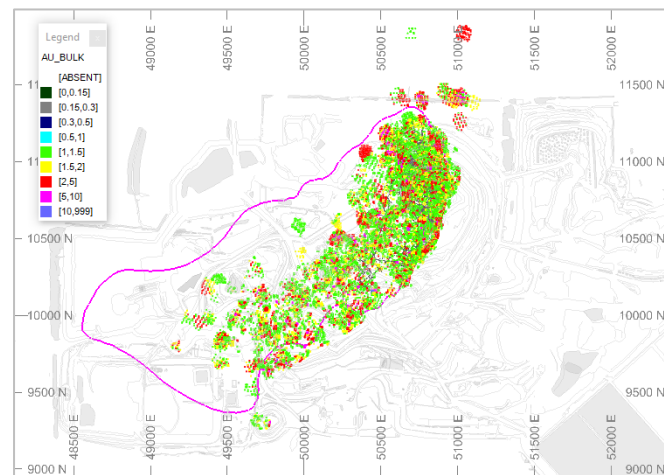 49000 E
49500 E
50000 E
50500 E
51000 E
51500 E
52000 E
Legend
AU_BULK
[ABSENT]
[0,0.15]
[0.15,0.3]
[0.3,0.5]
[0.5,1]
[1,1.5]
[1.5,2]
[2,5]
[5,10]
[10,999]
11500 N
11000 N
11000 N
10500 N
10500 N
10000 N
10000 N
9500 N
9500 N
9000 N
9000 N
48500 E
49000 E
49500 E
50000 E
50500 E
51000 E
51500 E
52000 E